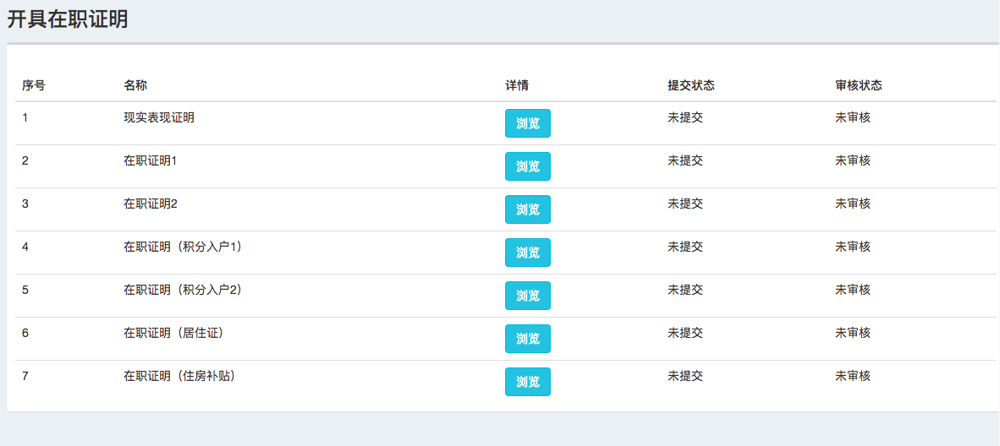 开具在职证明
序号 名称 详情 提交状态 审核状态
1 现实表现证明 浏览 未提交 未审核
2 在职证明1 浏览 未提交 未审核
3 在职证明2 浏览 未提交 未审核
4 在职证明（积分入户1） 浏览 未提交 未审核
5 在职证明（积分入户2） 浏览 未提交 未审核
6 在职证明（居住证） 浏览 未提交 未审核
7 在职证明（住房补贴） 浏览 未提交 未审核